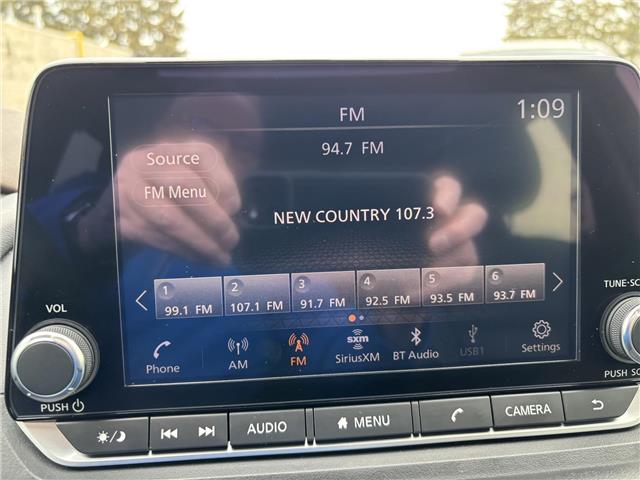 FM
1:09
94.7 FM
Source
FM Menu
NEW COUNTRY 107.3
1 2 3 4 5 6
99.1 FM 107.1 FM 91.7 FM 92.5 FM 93.5 FM 93.7 FM
VOL
TUNE·SC
sxm
Phone AM FM SiriusXM BT Audio USB1 Settings
PUSH
PUSH SO
AUDIO MENU CAMERA